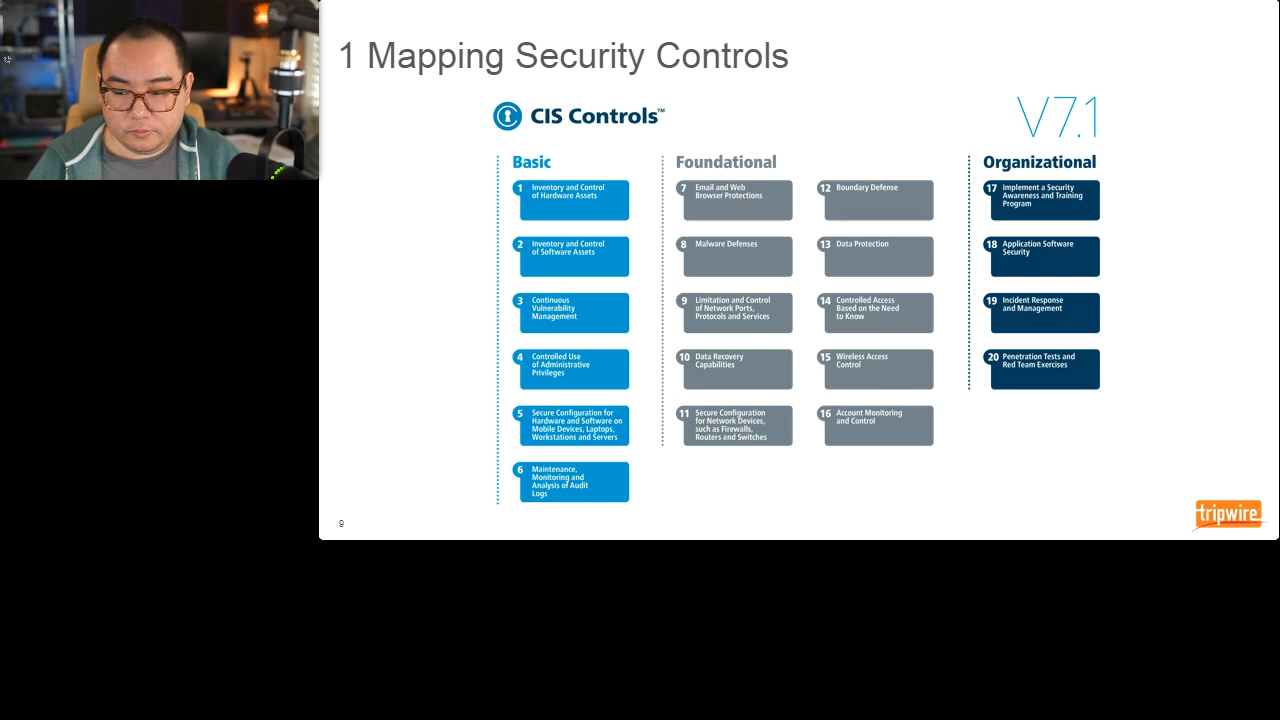 1 Mapping Security Controls
CIS Controls™
V7.1
Basic
1 Inventory and Control
of Hardware Assets
2 Inventory and Control
of Software Assets
3 Continuous
Vulnerability
Management
4 Controlled Use
of Administrative
Privileges
5 Secure Configuration for
Hardware and Software on
Mobile Devices, Laptops,
Workstations and Servers
6 Maintenance,
Monitoring and
Analysis of Audit
Logs
Foundational
7 Email and Web
Browser Protections
8 Malware Defenses
9 Limitation and Control
of Network Ports,
Protocols and Services
10 Data Recovery
Capabilities
11 Secure Configuration
for Network Devices,
such as Firewalls,
Routers and Switches
12 Boundary Defense
13 Data Protection
14 Controlled Access
Based on the Need
to Know
15 Wireless Access
Control
16 Account Monitoring
and Control
Organizational
17 Implement a Security
Awareness and Training
Program
18 Application Software
Security
19 Incident Response
and Management
20 Penetration Tests and
Red Team Exercises
9
tripwire